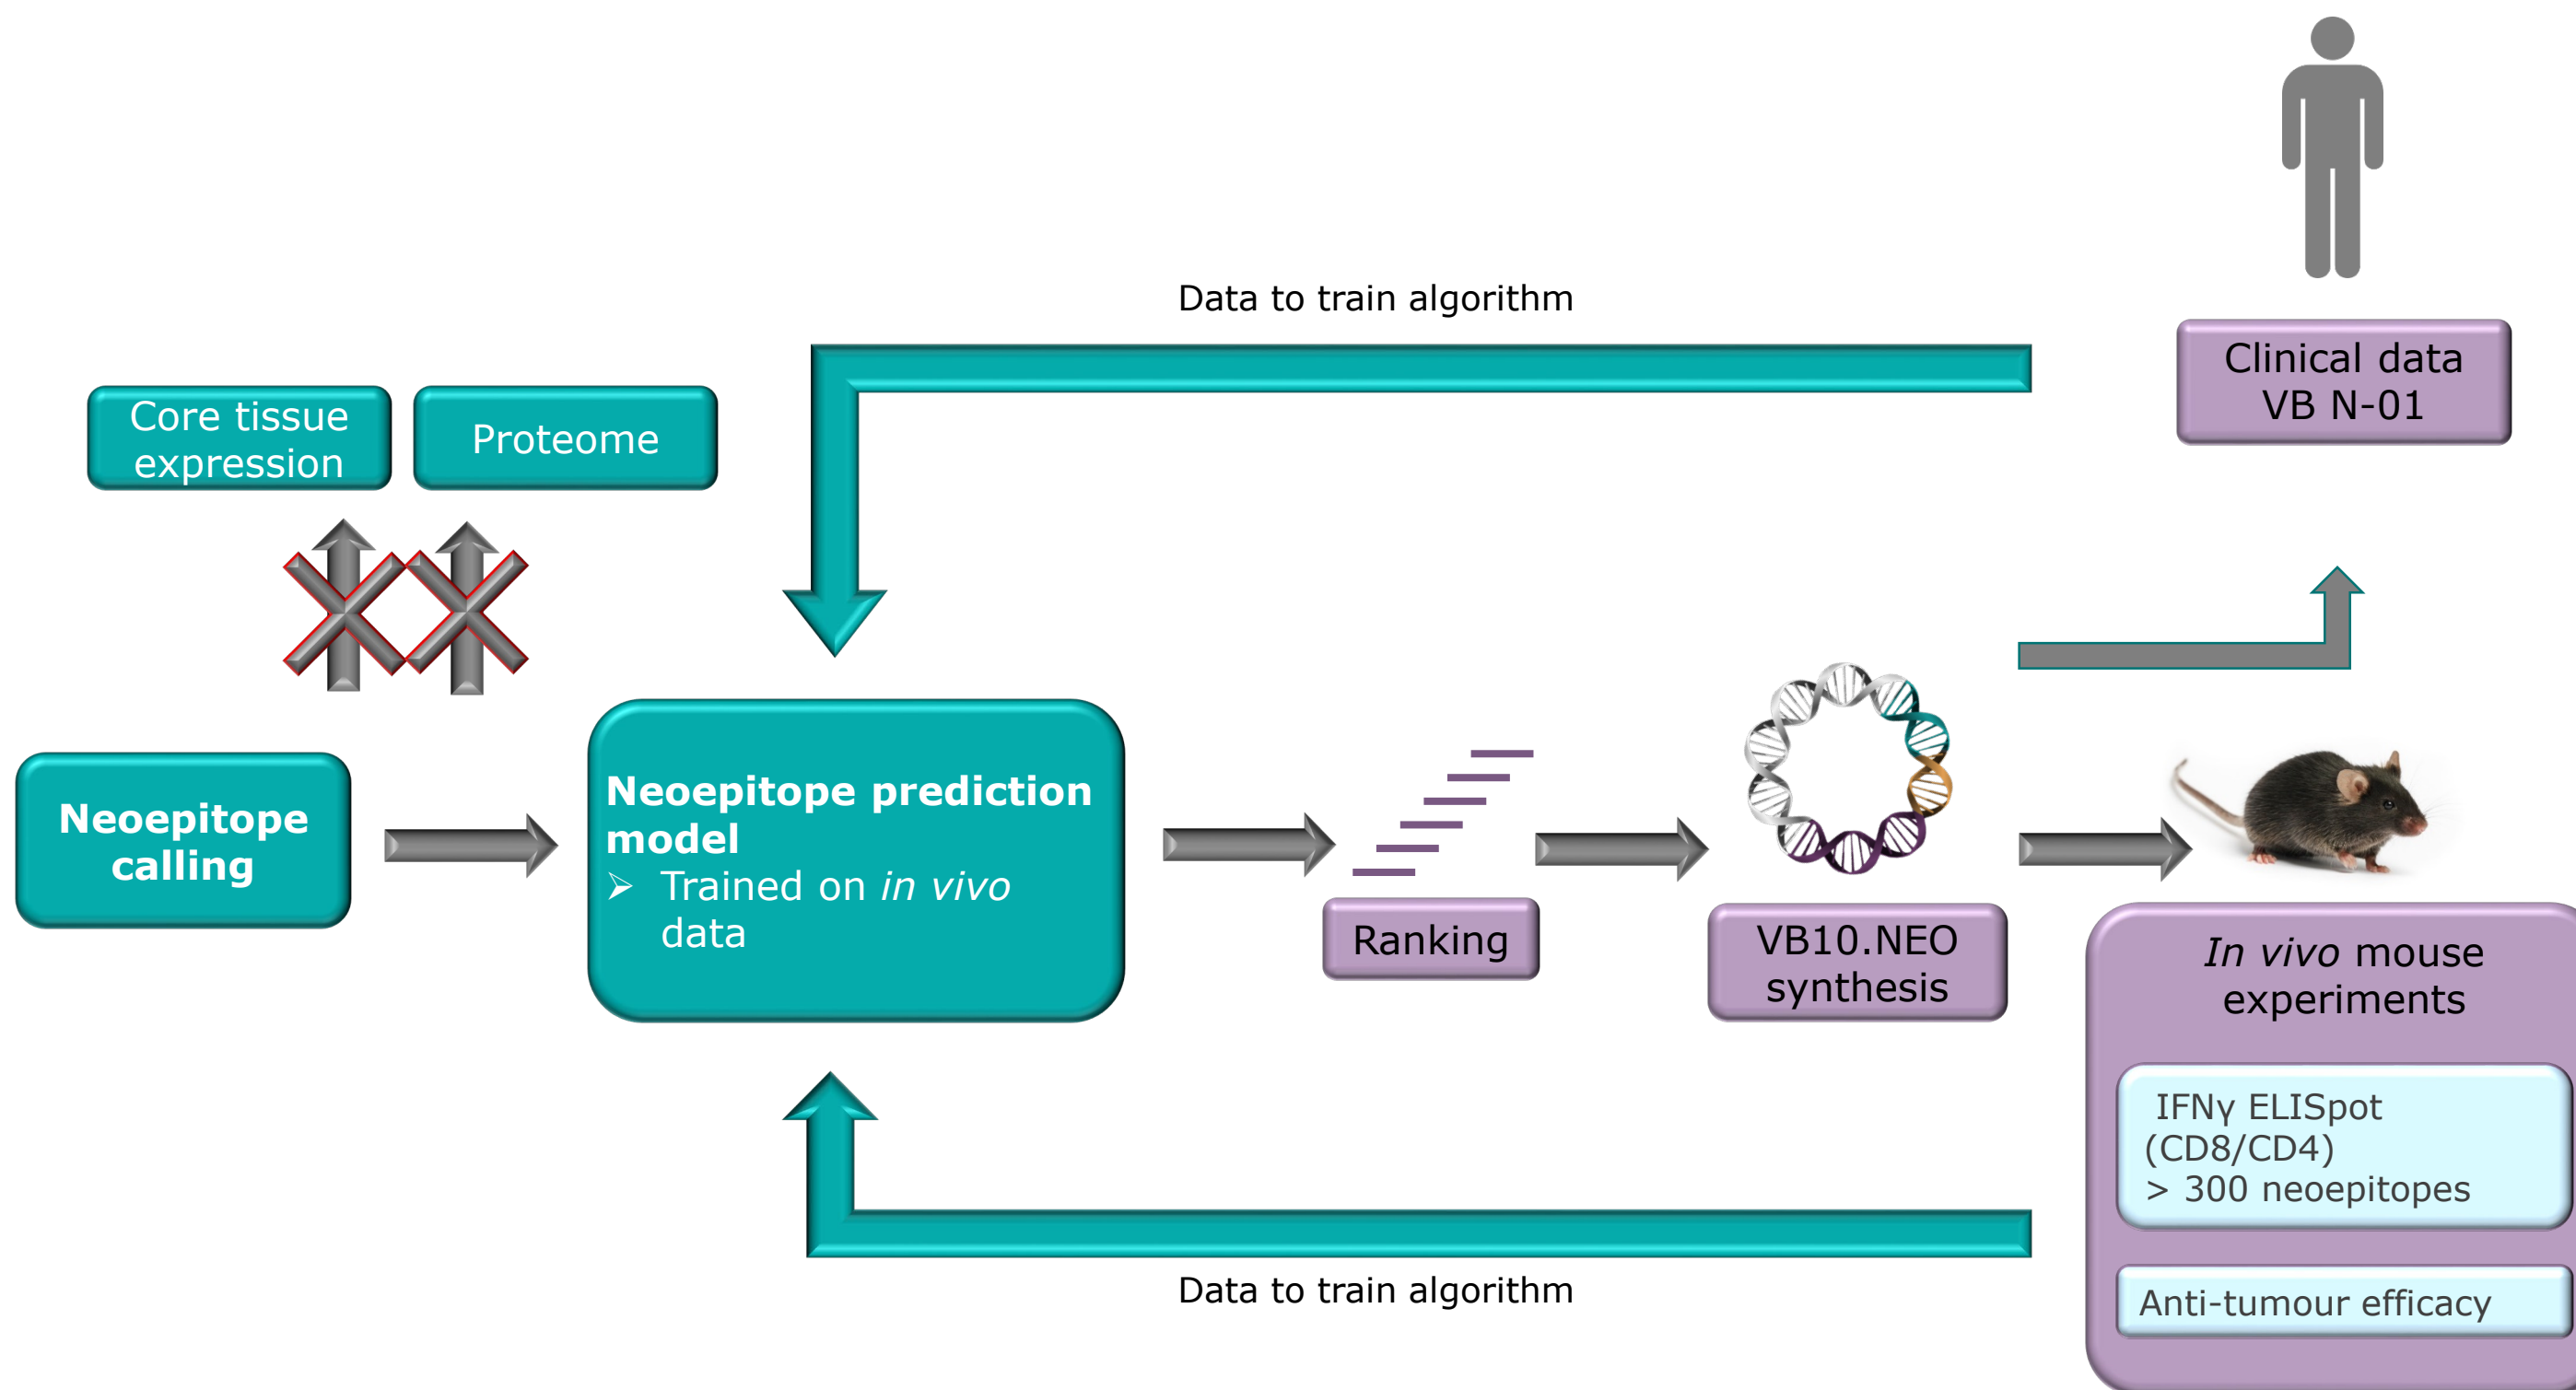 Data to train algorithm
Clinical data
VB N-01
Core tissue
expression
Proteome
Neoepitope
calling
Neoepitope prediction
model
➢ Trained on in vivo
data
Ranking
VB10.NEO
synthesis
In vivo mouse
experiments
IFNγ ELISpot
(CD8/CD4)
> 300 neoepitopes
Anti-tumour efficacy
Data to train algorithm